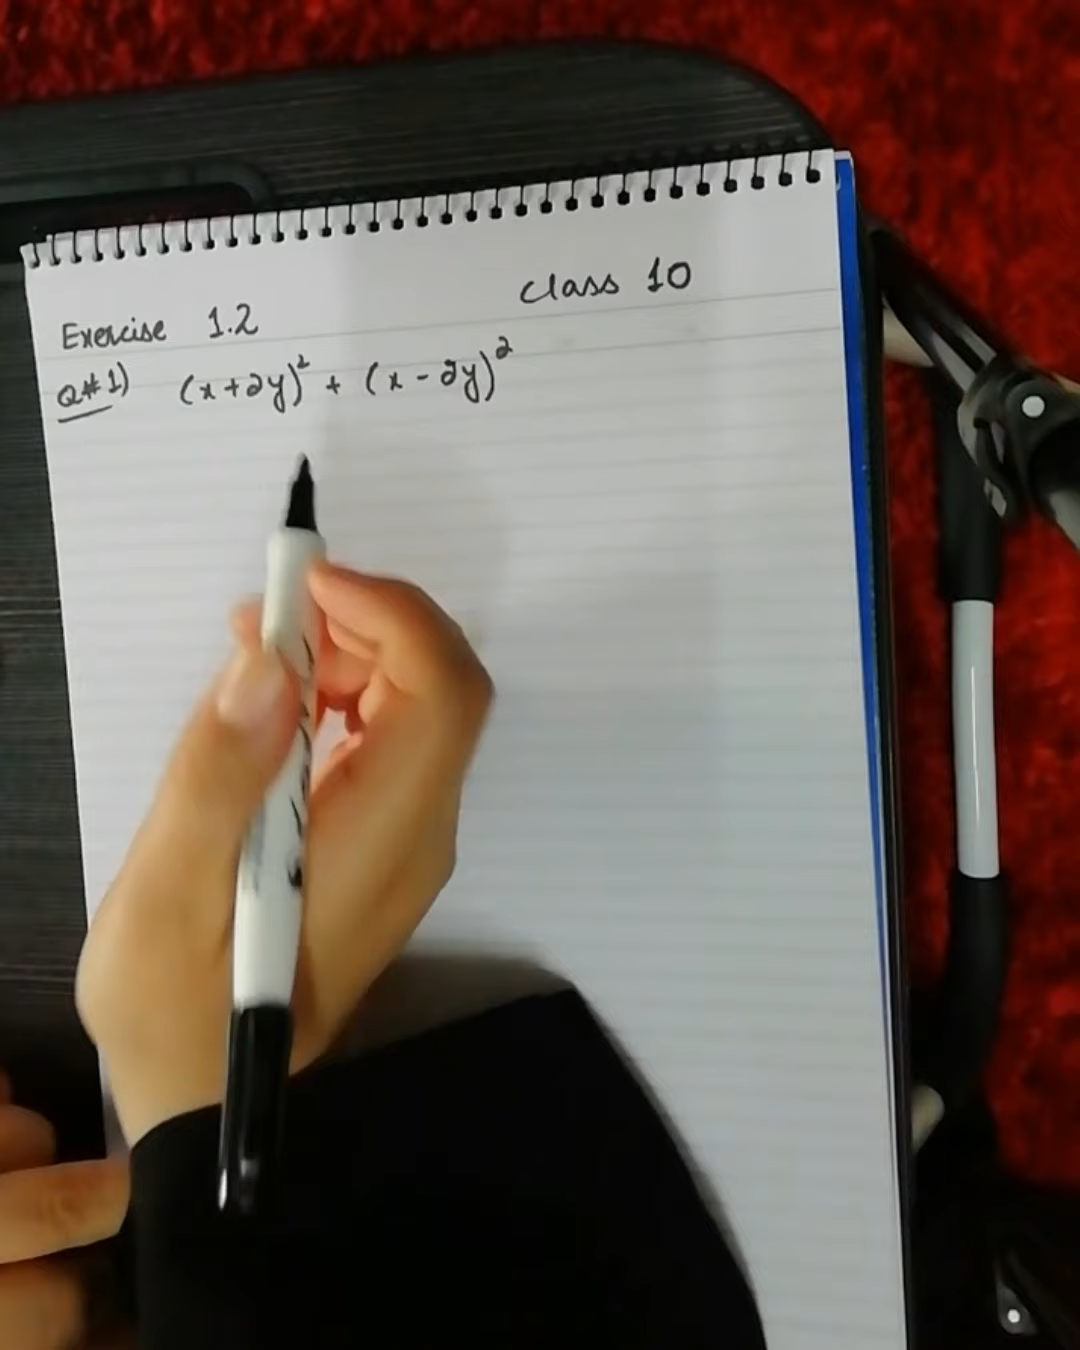 Exercise 1.2 Class 10
Q#1) (x+2y)² + (x-2y)²